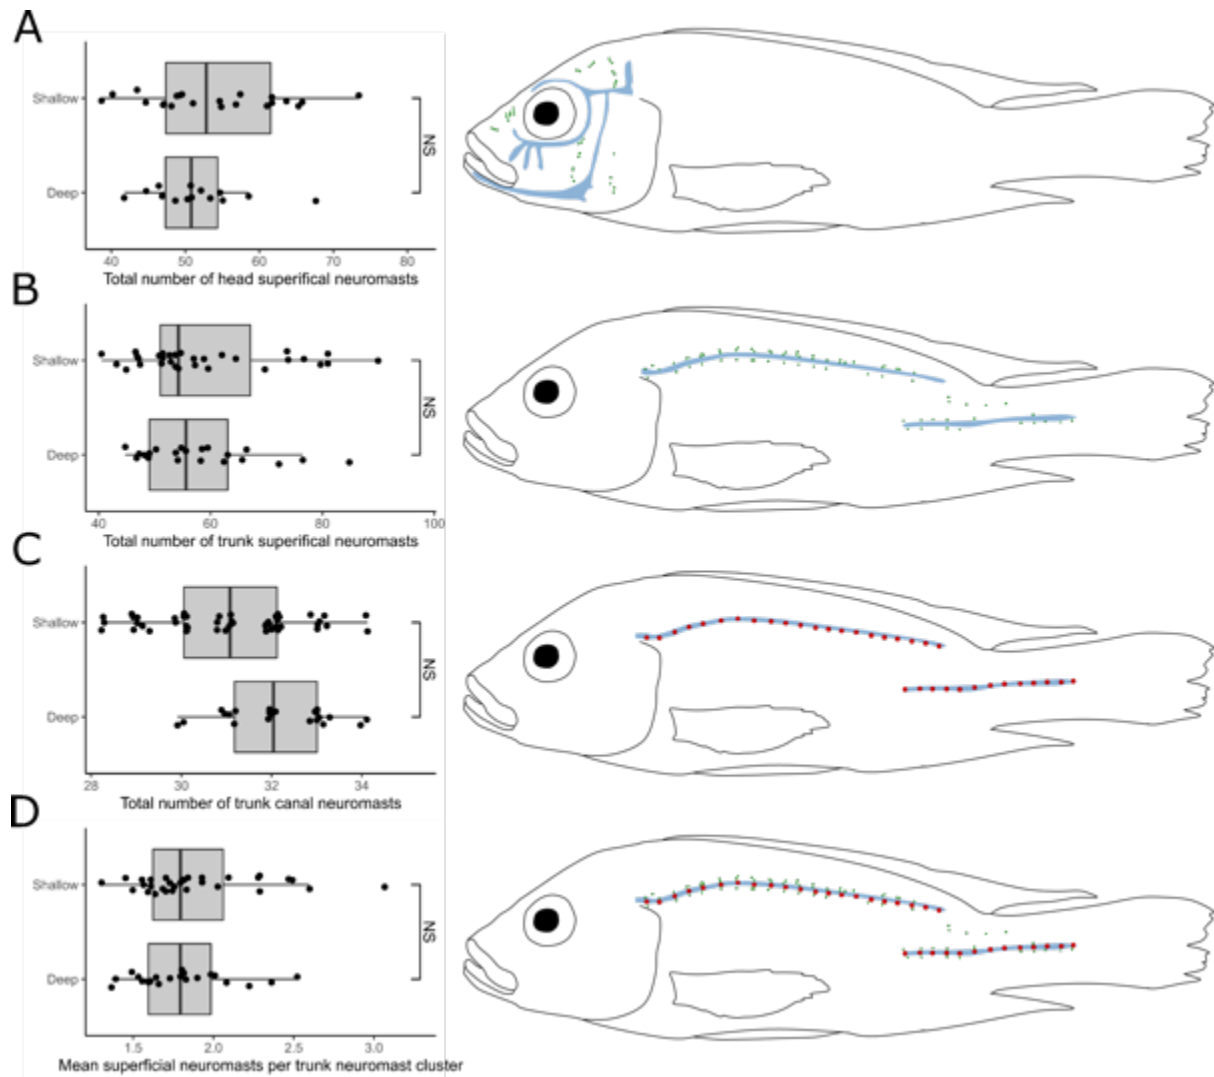 A
Shallow
Deep
NS
40 50 60 70 80
Total number of head superifical neuromasts
B
Shallow
Deep
NS
40 60 80 100
Total number of trunk superifical neuromasts
C
Shallow
Deep
NS
28 30 32 34
Total number of trunk canal neuromasts
D
Shallow
Deep
NS
1.5 2.0 2.5 3.0
Mean superficial neuromasts per trunk neuromast cluster